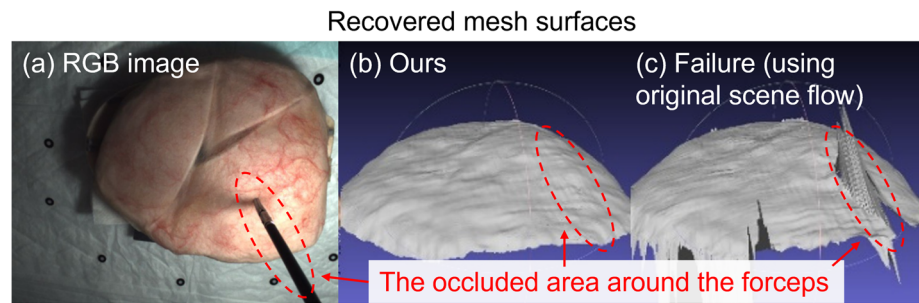 Recovered mesh surfaces
(a) RGB image
(b) Ours
(c) Failure (using
original scene flow)
The occluded area around the forceps